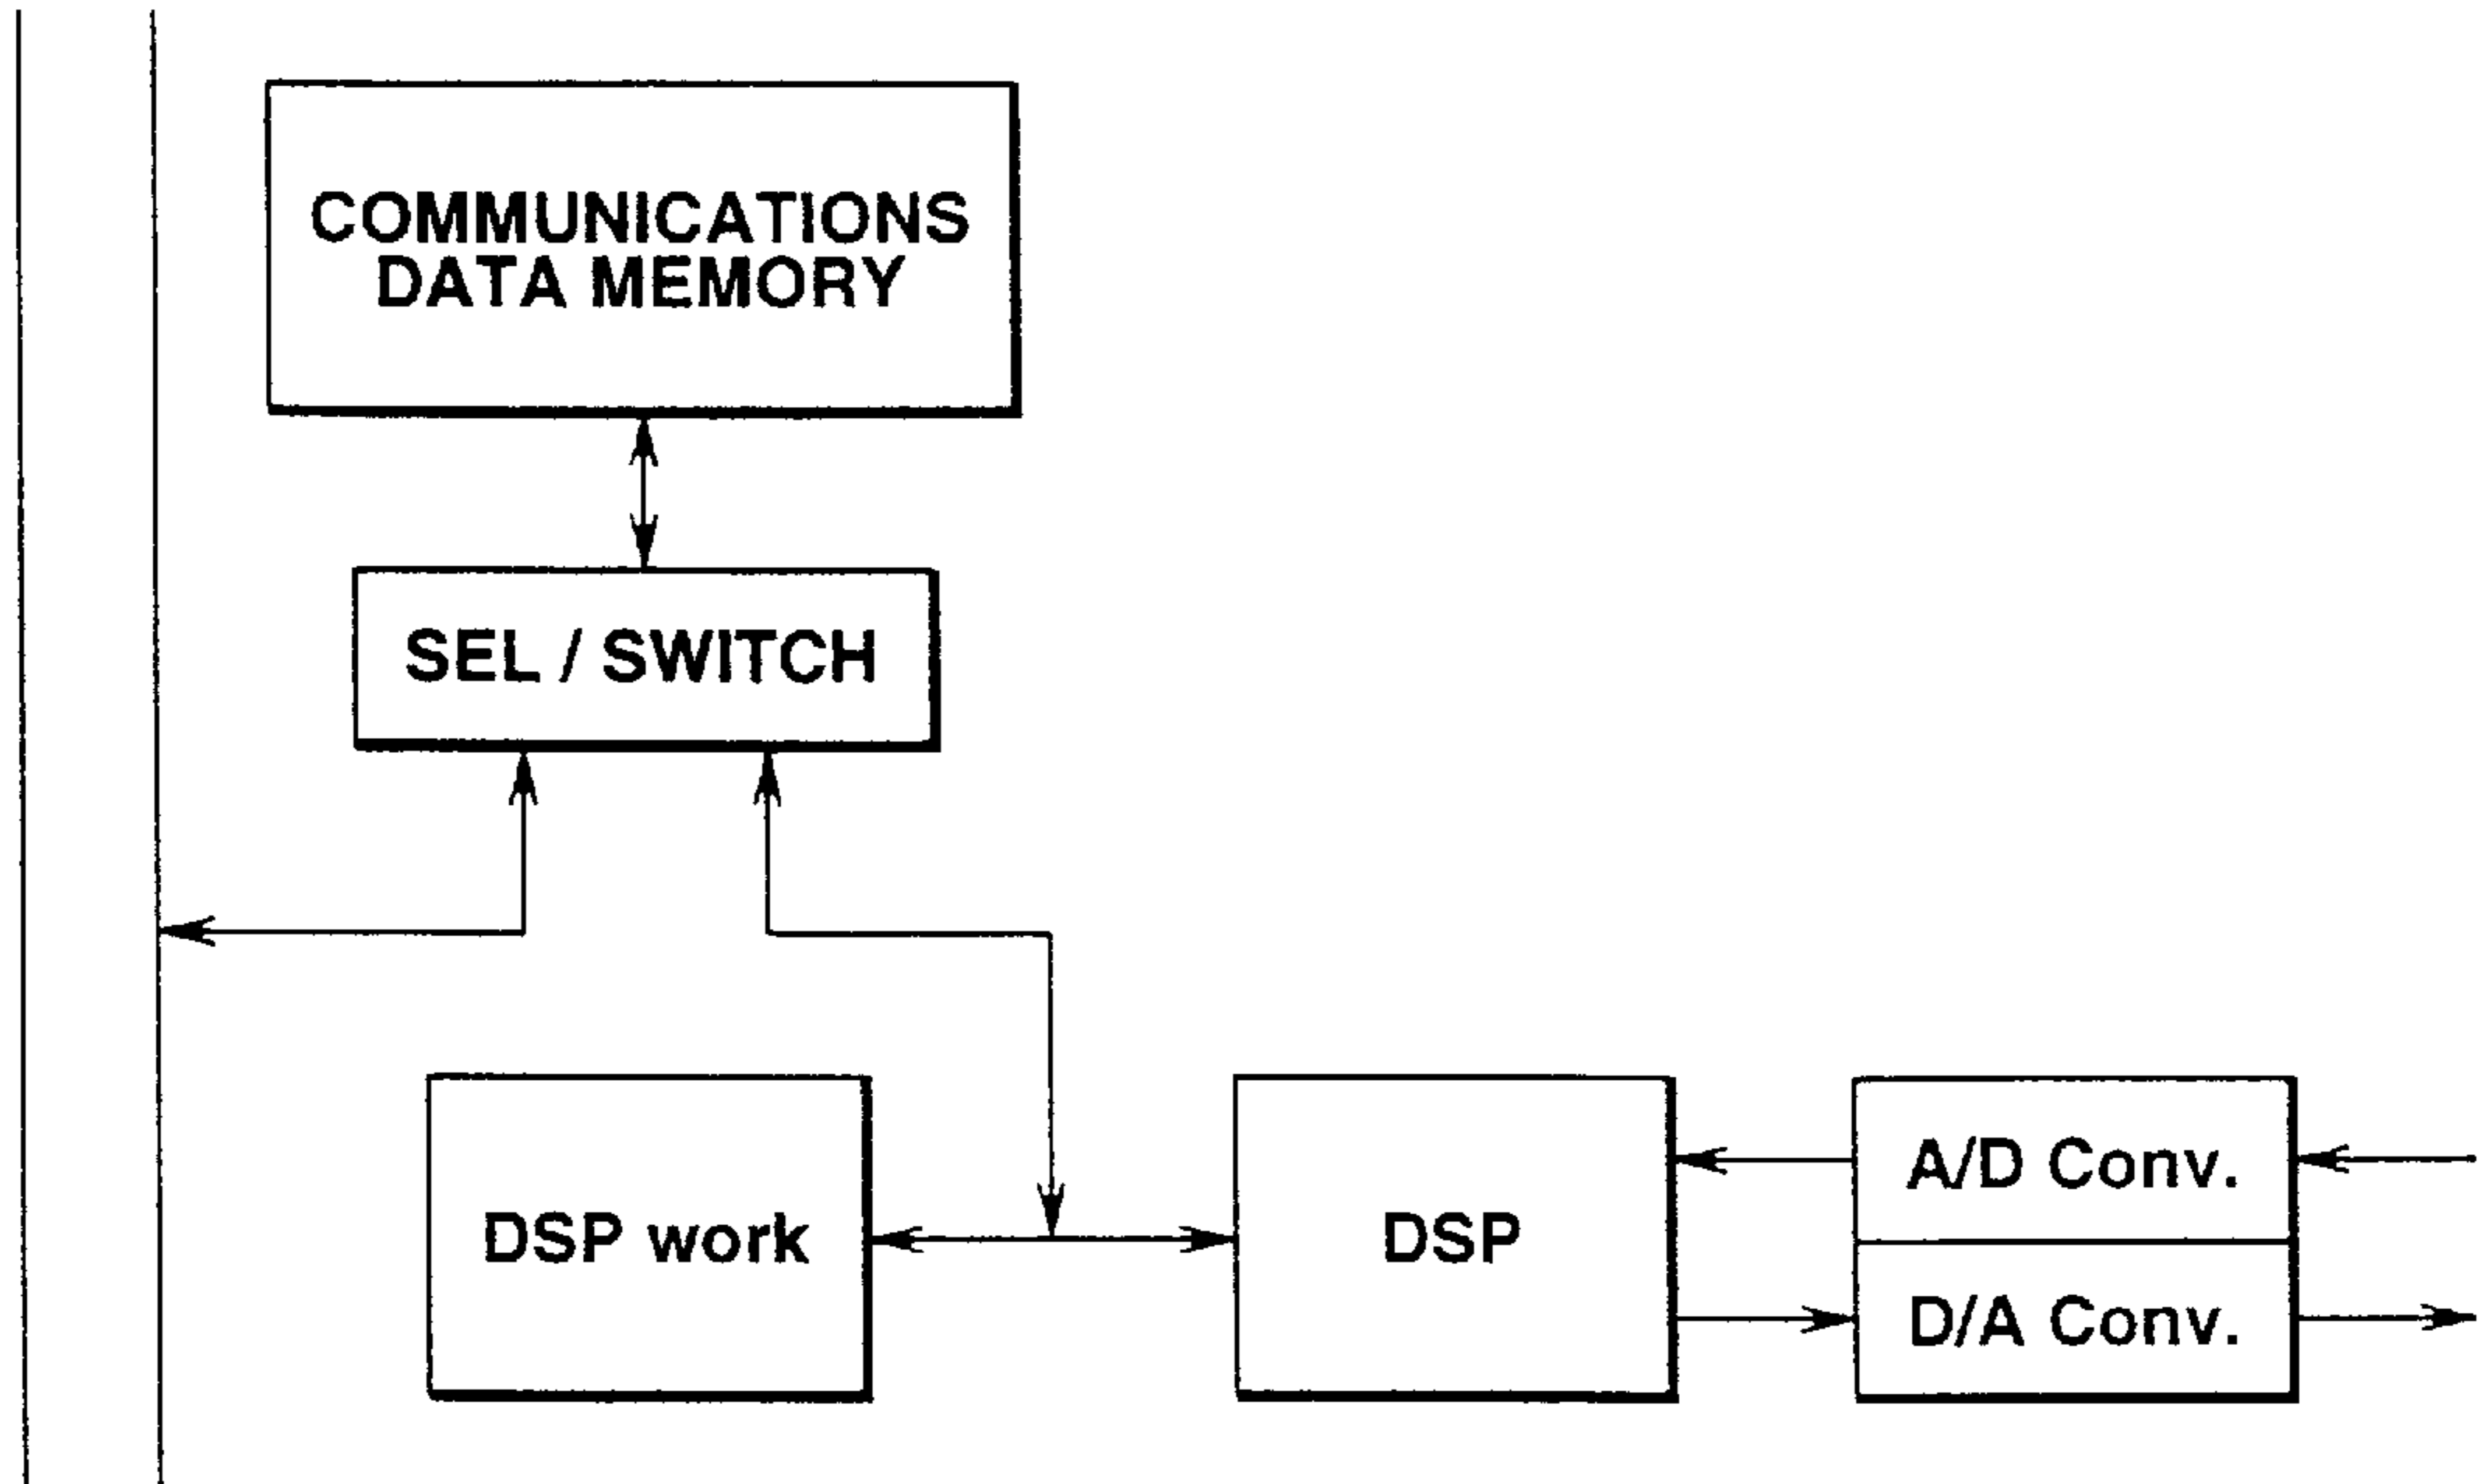 COMMUNICATIONS
DATA MEMORY
SEL / SWITCH
DSP work
DSP
A/D Conv.
D/A Conv.